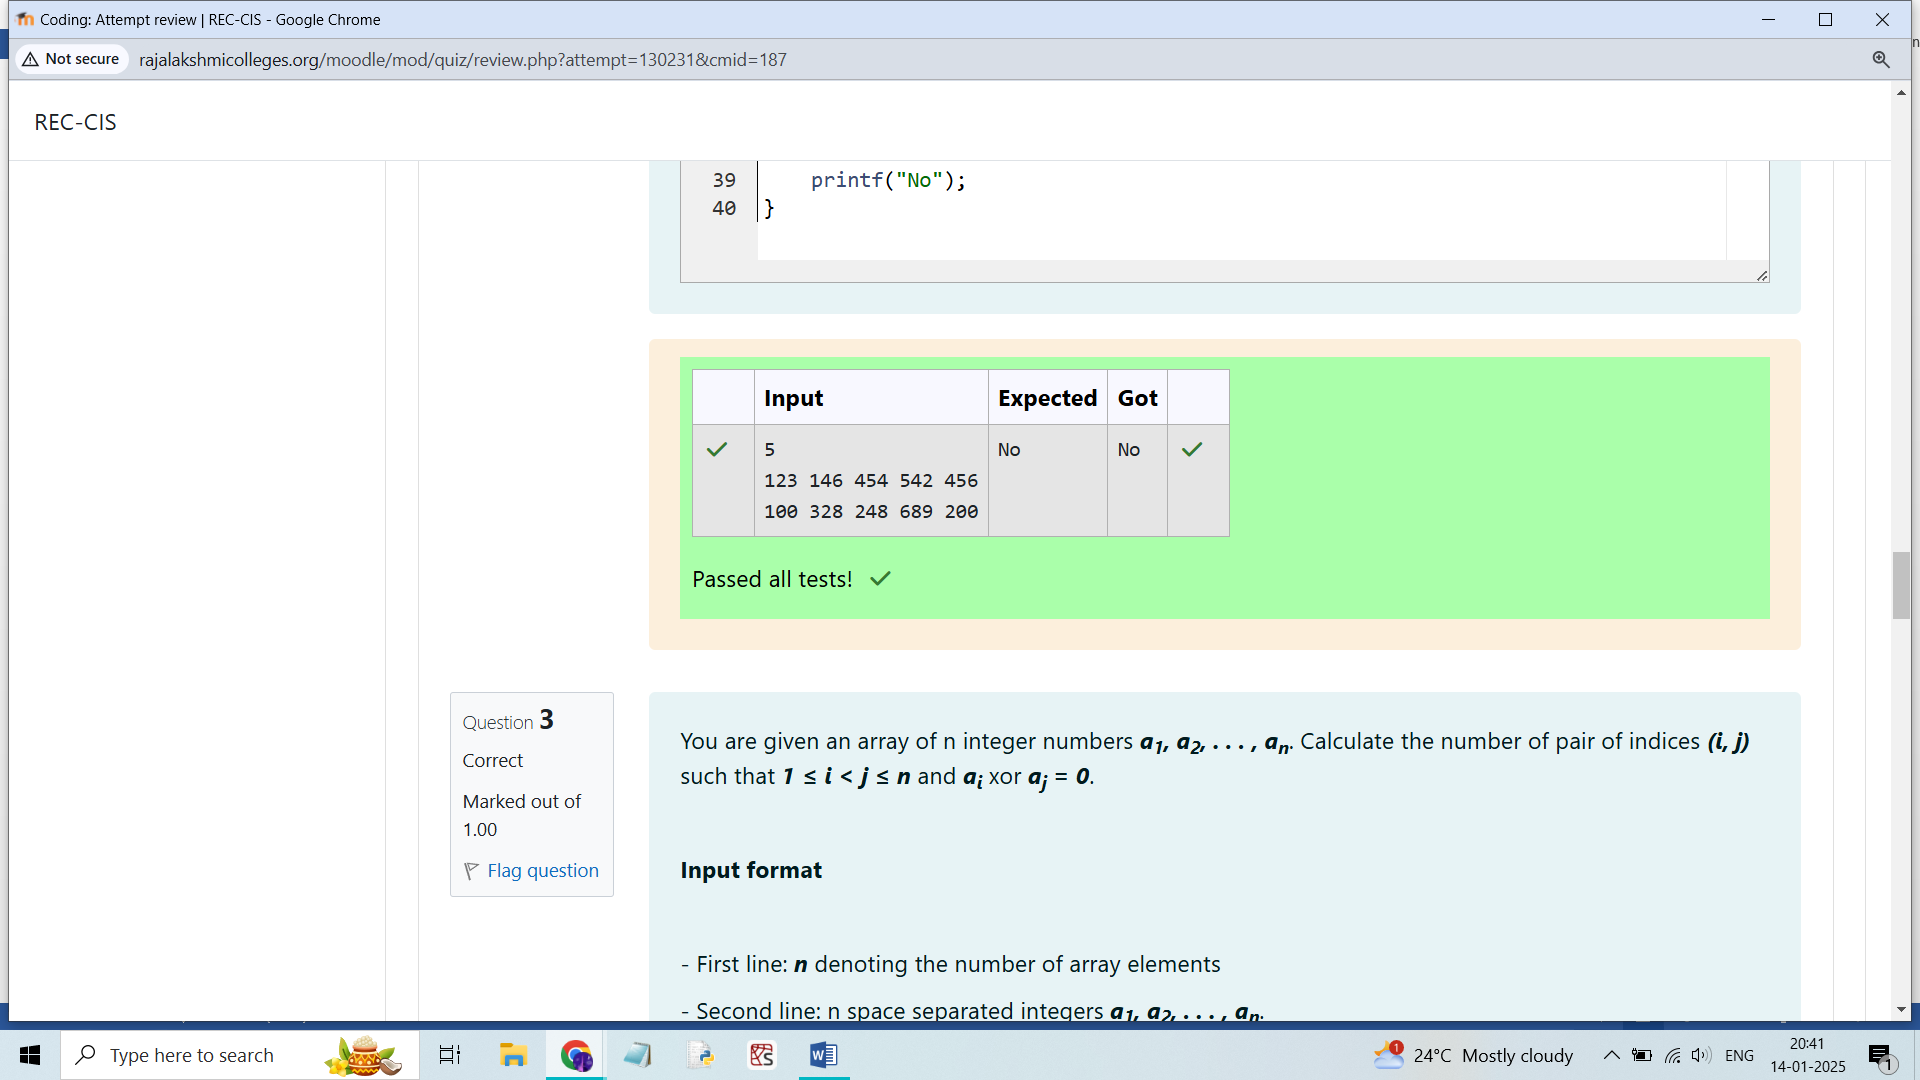 Coding: Attempt review | REC-CIS - Google Chrome
Not secure rajalakshmicolleges.org/moodle/mod/quiz/review.php?attempt=130231&cmid=187
REC-CIS
39 printf("No");
40 }
Input Expected Got
5 No No
123 146 454 542 456
100 328 248 689 200
Passed all tests!
Question 3
Correct
Marked out of
1.00
Flag question
You are given an array of n integer numbers a1, a2, . . . , an. Calculate the number of pair of indices (i, j)
such that 1 ≤ i < j ≤ n and ai xor aj = 0.
Input format
- First line: n denoting the number of array elements
- Second line: n space separated integers a1, a2, . . . , an.
Type here to search
1 24°C Mostly cloudy ENG 20:41
14-01-2025 1